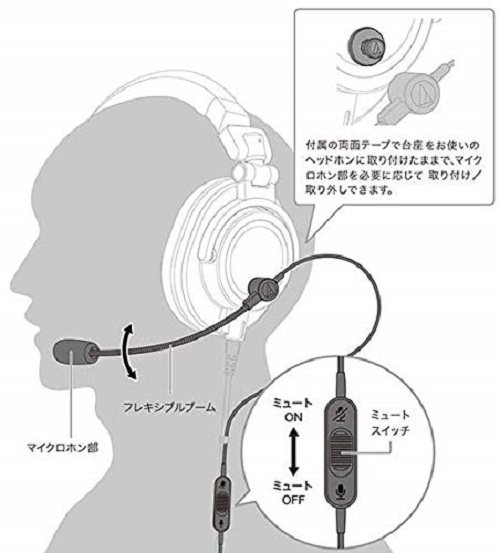 付属の両面テープで台座をお使いの
ヘッドホンに取り付けたままで、マイク
ロホン部を必要に応じて 取り付け/
取り外しできます。
フレキシブルブーム
マイクロホン部
ミュート
ON
ミュート
OFF
ミュート
スイッチ